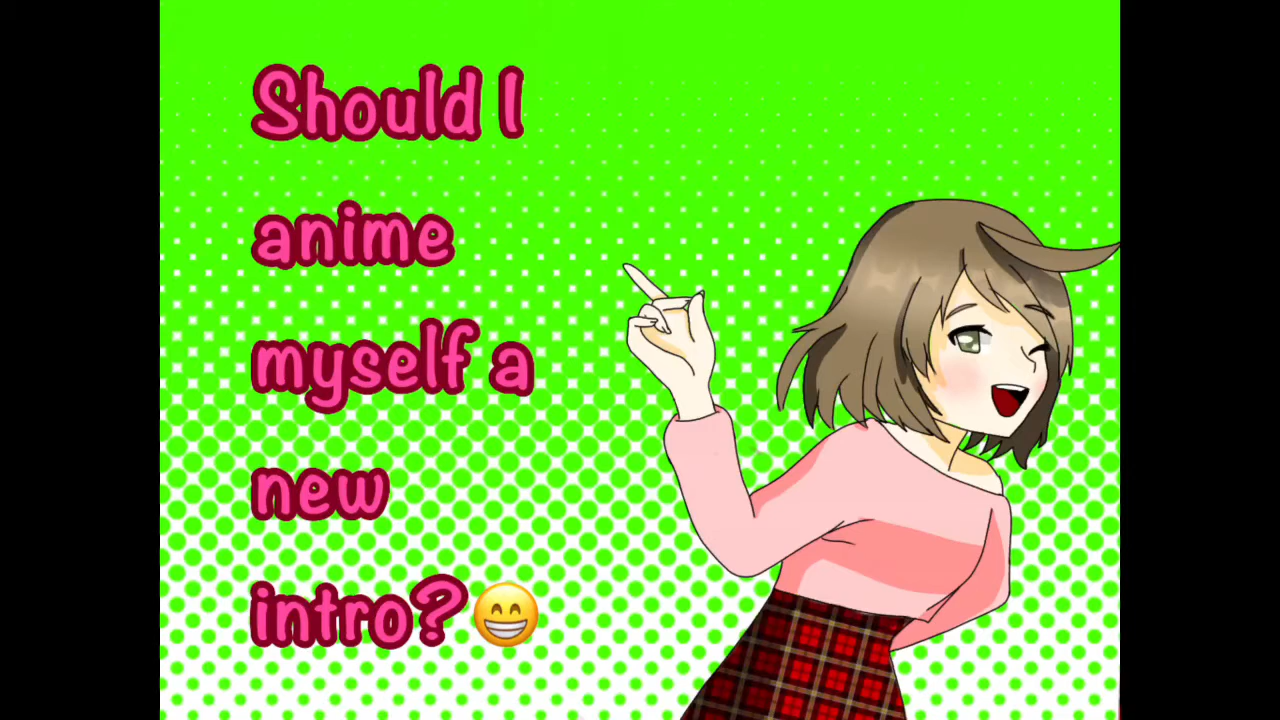 Should I
anime
myself a
new
intro?😁